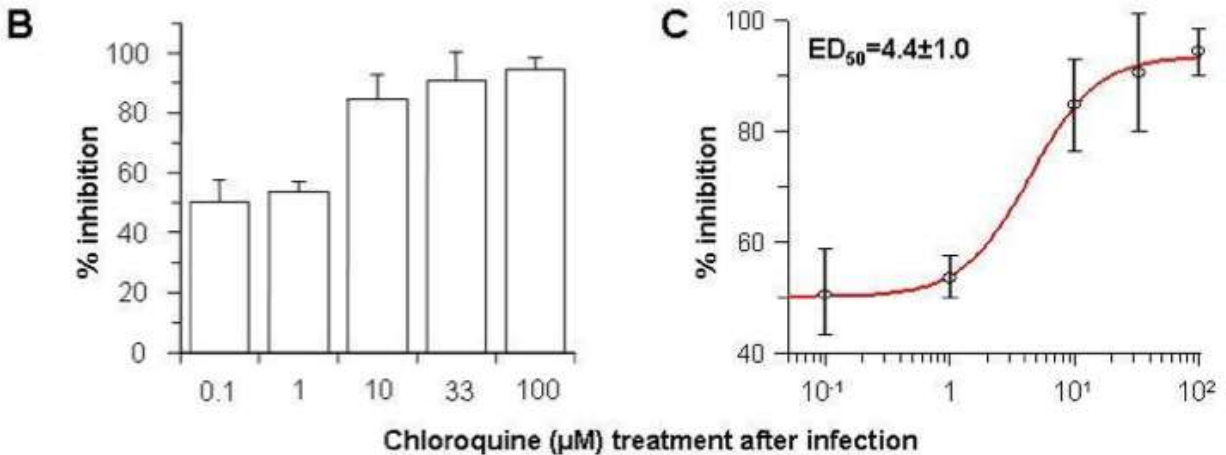 B
% inhibition
100
80
60
40
20
0
0.1 1 10 33 100
C
ED₅₀=4.4±1.0
% inhibition
100
80
60
40
10⁻¹ 1 10¹ 10²
Chloroquine (µM) treatment after infection